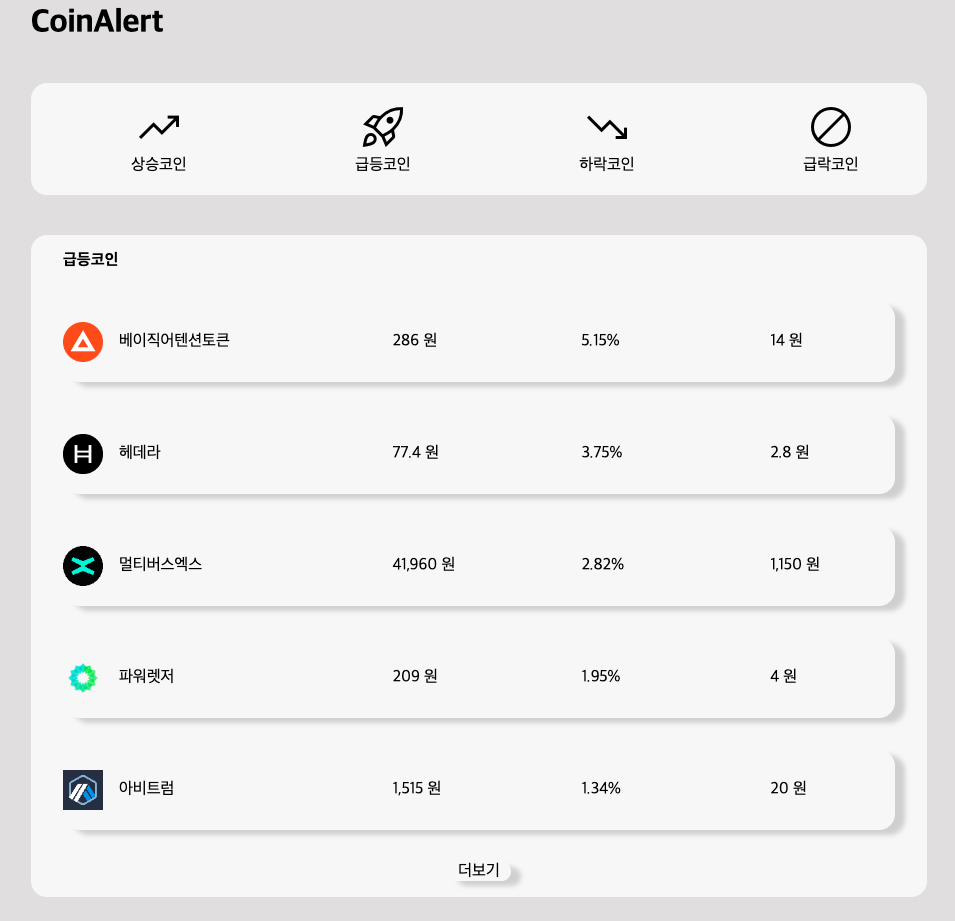 CoinAlert
상승코인 급등코인 하락코인 급락코인
급등코인
베이직어텐션토큰 286 원 5.15% 14 원
헤데라 77.4 원 3.75% 2.8 원
멀티버스엑스 41,960 원 2.82% 1,150 원
파워렛저 209 원 1.95% 4 원
아비트럼 1,515 원 1.34% 20 원
더보기